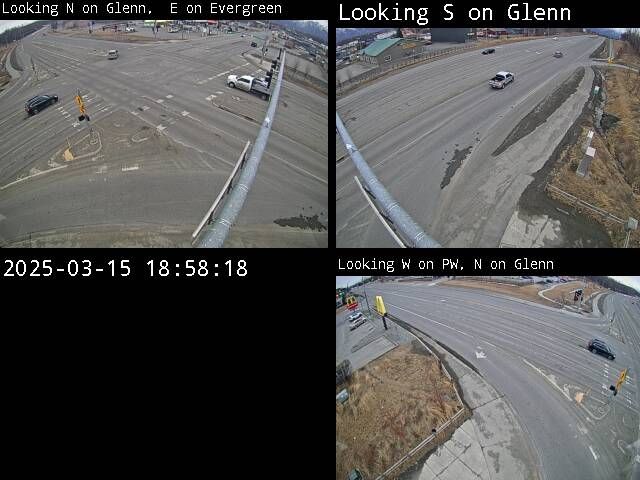 Looking N on Glenn,  E on Evergreen
Looking S on Glenn
2025-03-15 18:58:18
Looking W on PW, N on Glenn